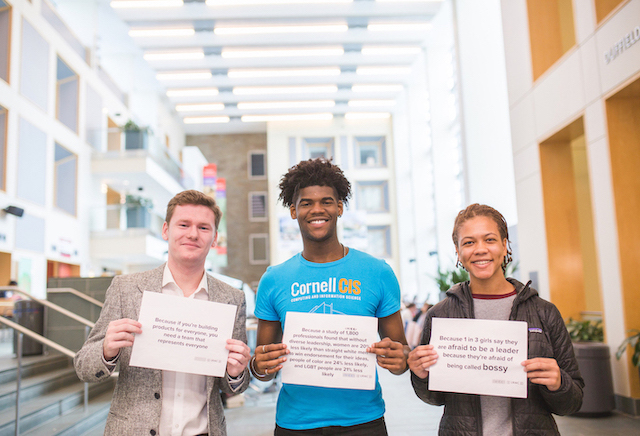 DUFFIELD
Cornell CIS
COMPUTING AND INFORMATION SCIENCE
Because if you're building
products for everyone, you
need a team that
represents everyone
Because a study of 1,800
professionals found that without
diverse leadership, women are 20%
less likely than straight white men
to win endorsement for their ideas,
people of color are 24% less likely,
and LGBT people are 21% less
likely
Because 1 in 3 girls say they
are afraid to be a leader
because they're afraid of
being called bossy